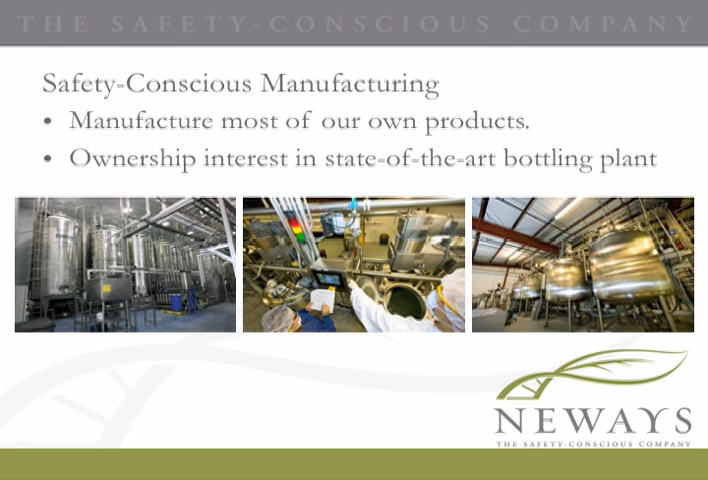 THE SAFETY-CONSCIOUS COMPANY
Safety-Conscious Manufacturing
• Manufacture most of our own products.
• Ownership interest in state-of-the-art bottling plant
NEWAYS
THE SAFETY-CONSCIOUS COMPANY